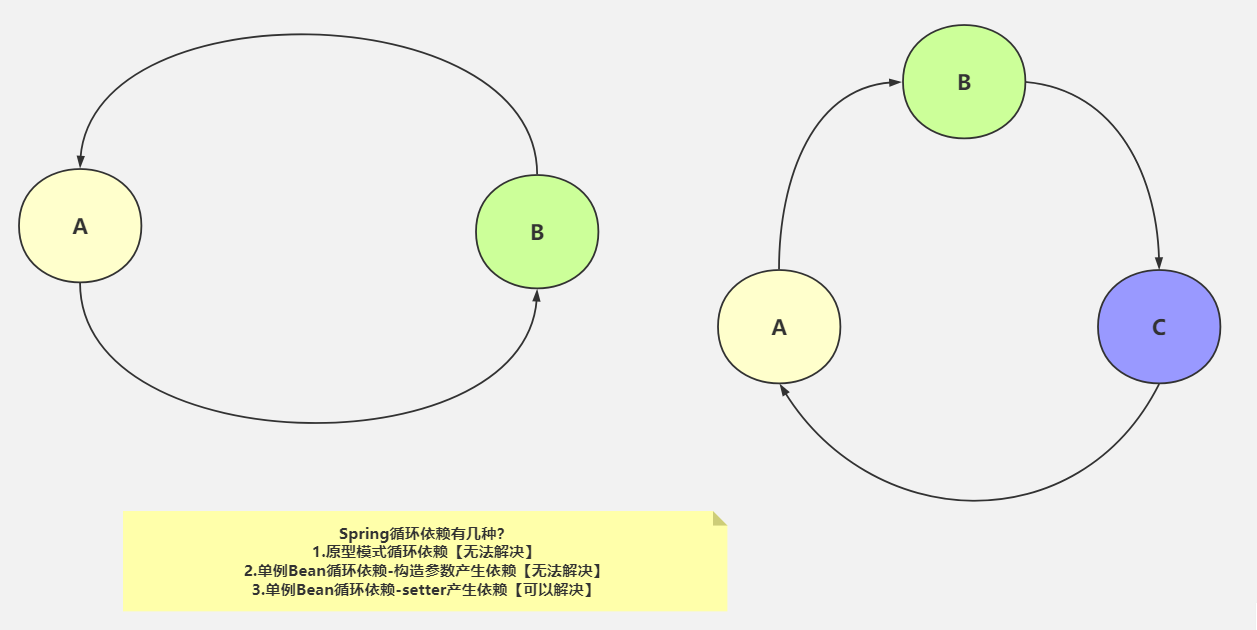 A
B
B
A
C
Spring循环依赖有几种?
1.原型模式循环依赖【无法解决】
2.单例Bean循环依赖-构造参数产生依赖【无法解决】
3.单例Bean循环依赖-setter产生依赖【可以解决】